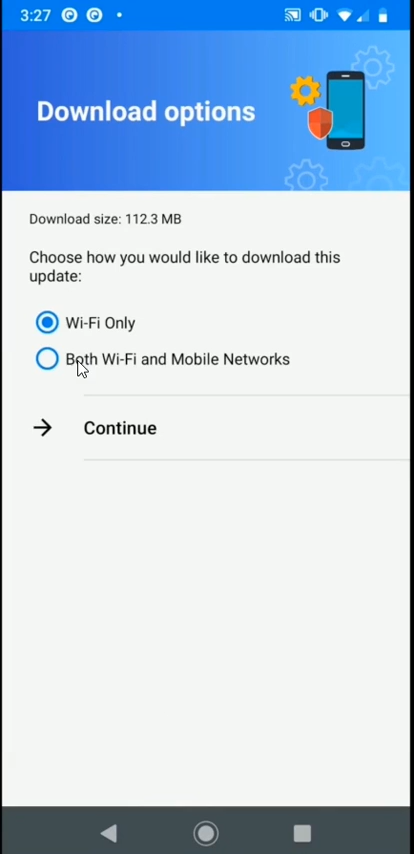 3:27
Download options
Download size: 112.3 MB
Choose how you would like to download this
update:
Wi-Fi Only
Both Wi-Fi and Mobile Networks
Continue